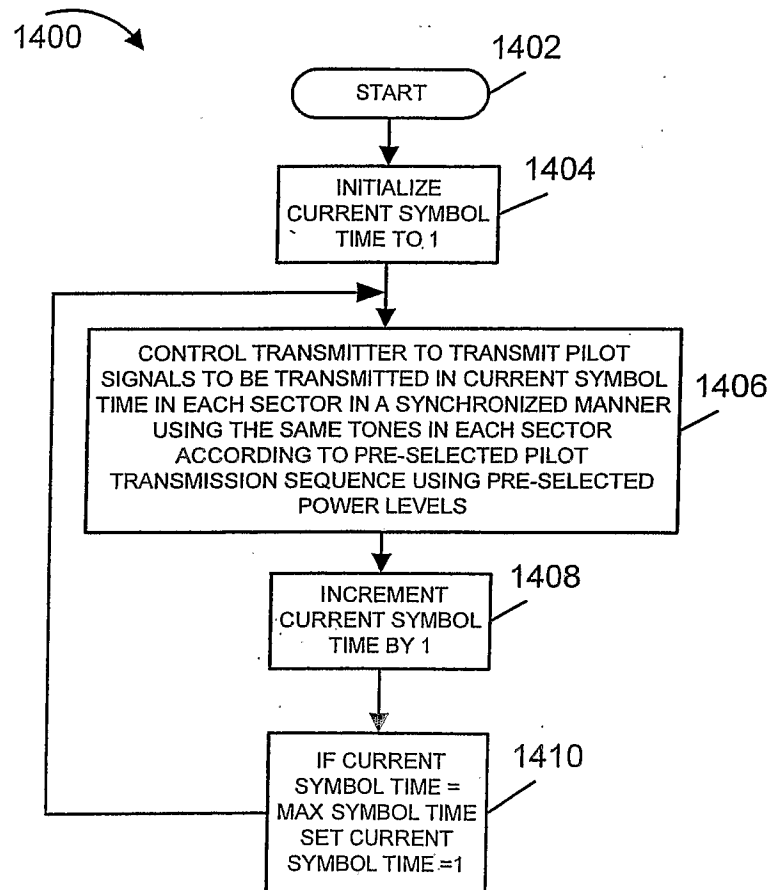 1400
1402
START
1404
INITIALIZE
CURRENT SYMBOL
TIME TO 1
1406
CONTROL TRANSMITTER TO TRANSMIT PILOT
SIGNALS TO BE TRANSMITTED IN CURRENT SYMBOL
TIME IN EACH SECTOR IN A SYNCHRONIZED MANNER
USING THE SAME TONES IN EACH SECTOR
ACCORDING TO PRE-SELECTED PILOT
TRANSMISSION SEQUENCE USING PRE-SELECTED
POWER LEVELS
1408
INCREMENT
CURRENT SYMBOL
TIME BY 1
1410
IF CURRENT
SYMBOL TIME =
MAX SYMBOL TIME
SET CURRENT
SYMBOL TIME =1